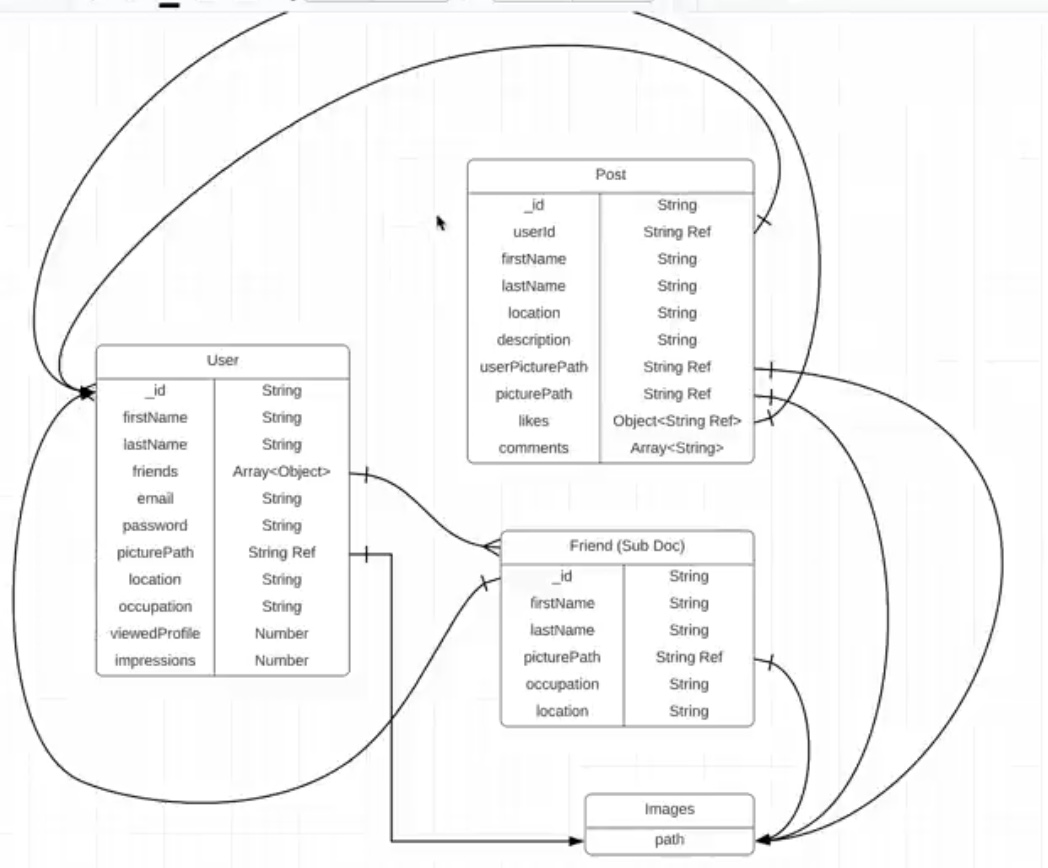 Post
_id String
userId String Ref
firstName String
lastName String
location String
description String
userPicturePath String Ref
picturePath String Ref
likes Object<String Ref>
comments Array<String>
User
_id String
firstName String
lastName String
friends Array<Object>
email String
password String
picturePath String Ref
location String
occupation String
viewedProfile Number
impressions Number
Friend (Sub Doc)
_id String
firstName String
lastName String
picturePath String Ref
occupation String
location String
Images
path